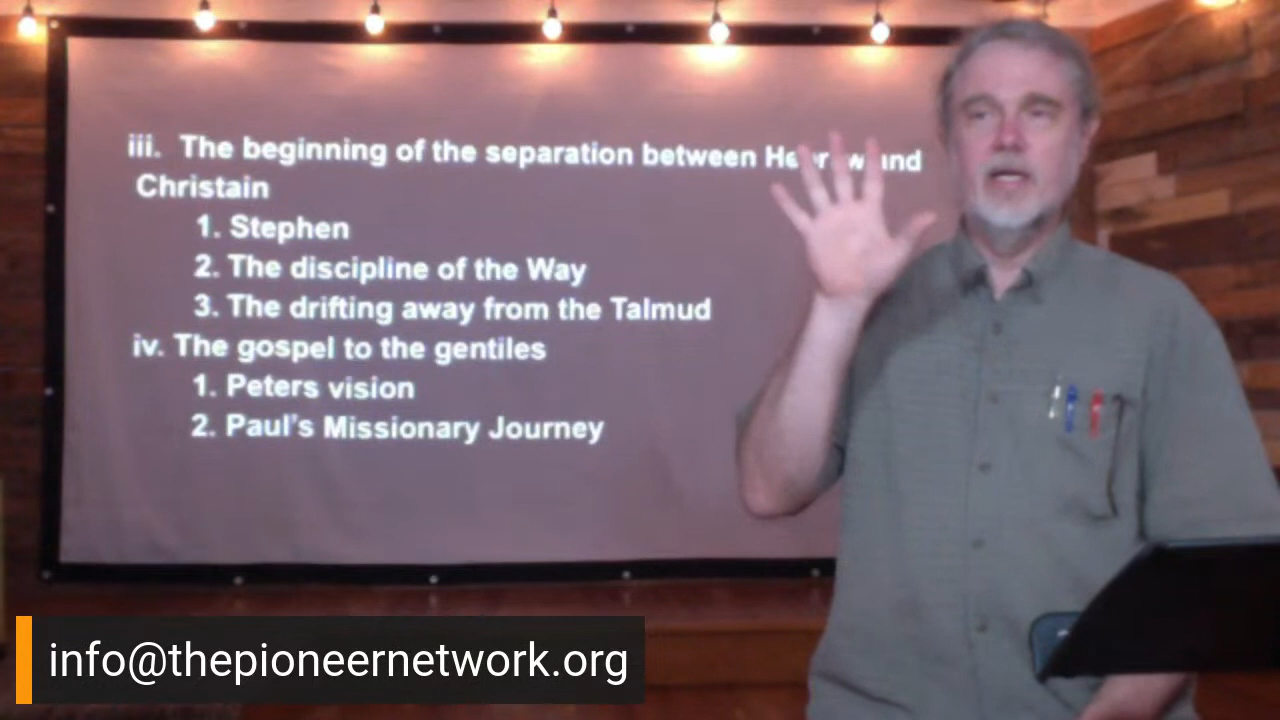 iii. The beginning of the separation between Hebrew and
Christain
1. Stephen
2. The discipline of the Way
3. The drifting away from the Talmud
iv. The gospel to the gentiles
1. Peters vision
2. Paul's Missionary Journey
info@thepioneernetwork.org